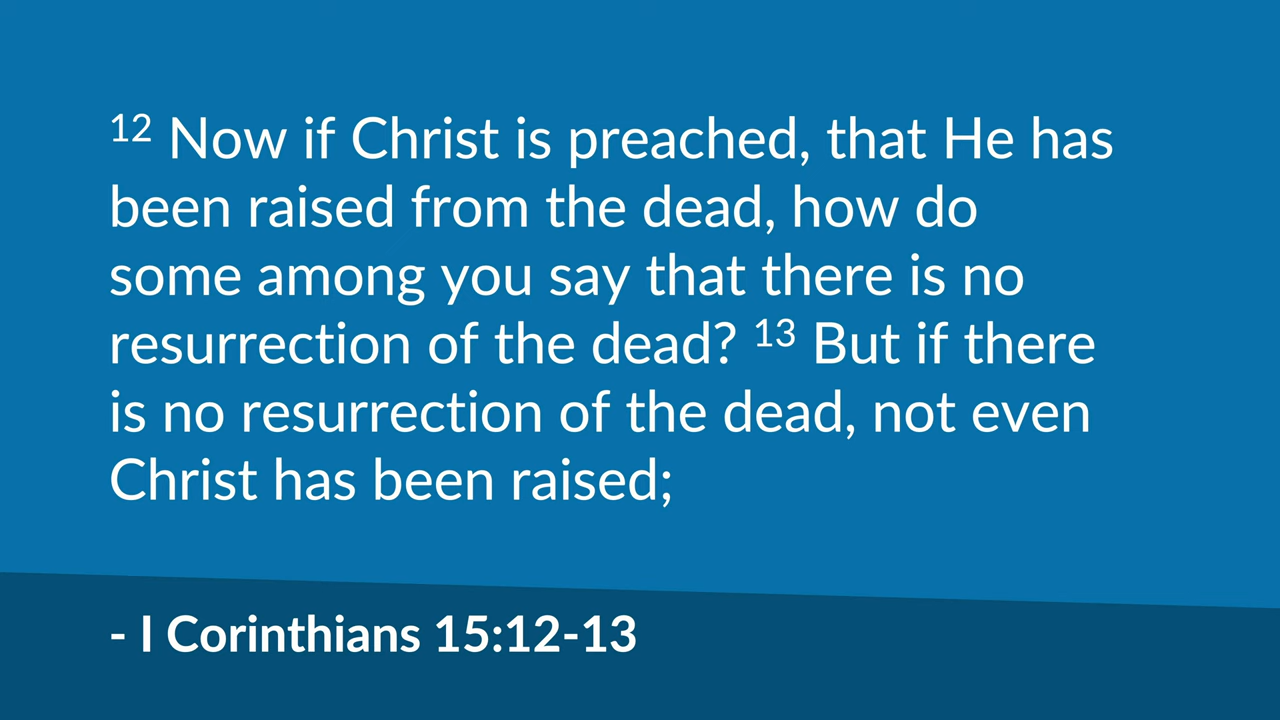 12 Now if Christ is preached, that He has
been raised from the dead, how do
some among you say that there is no
resurrection of the dead? 13 But if there
is no resurrection of the dead, not even
Christ has been raised;
- I Corinthians 15:12-13